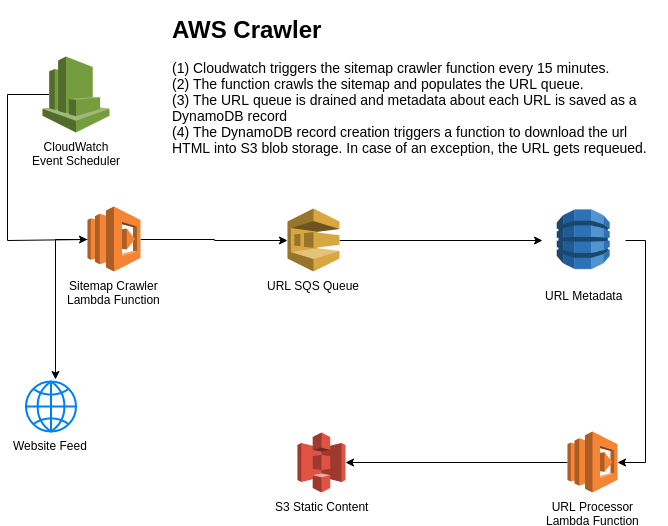 AWS Crawler
(1) Cloudwatch triggers the sitemap crawler function every 15 minutes.
(2) The function crawls the sitemap and populates the URL queue.
(3) The URL queue is drained and metadata about each URL is saved as a
DynamoDB record
(4) The DynamoDB record creation triggers a function to download the url
HTML into S3 blob storage. In case of an exception, the URL gets requeued.
CloudWatch
Event Scheduler
Sitemap Crawler
Lambda Function
URL SQS Queue
URL Metadata
Website Feed
S3 Static Content
URL Processor
Lambda Function